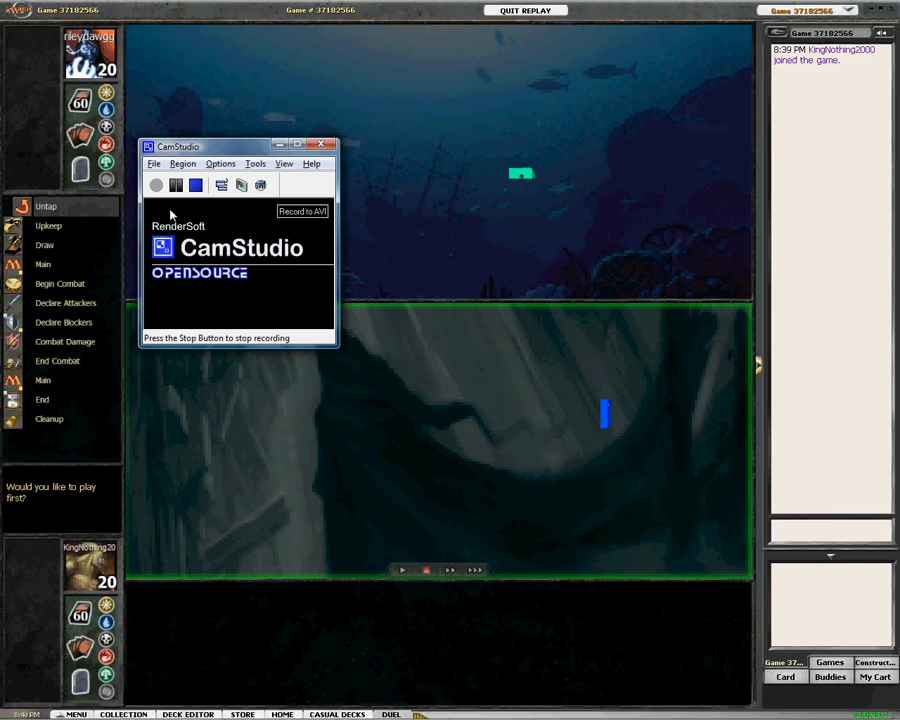 Game 37182566
Game # 37182566
QUIT REPLAY
Game 37182566
rileydawgg
20
60
Untap
Upkeep
Draw
Main
Begin Combat
Declare Attackers
Declare Blockers
Combat Damage
End Combat
Main
End
Cleanup
Would you like to play
first?
KingNothing20
20
60
CamStudio
File Region Options Tools View Help
Record to AVI
RenderSoft
CamStudio
OPENSOURCE
Press the Stop Button to stop recording
Game 37182566
8:39 PM KingNothing2000
joined the game.
Game 37... Games Construct...
Card Buddies My Cart
8:40 PM MENU COLLECTION DECK EDITOR STORE HOME CASUAL DECKS DUEL